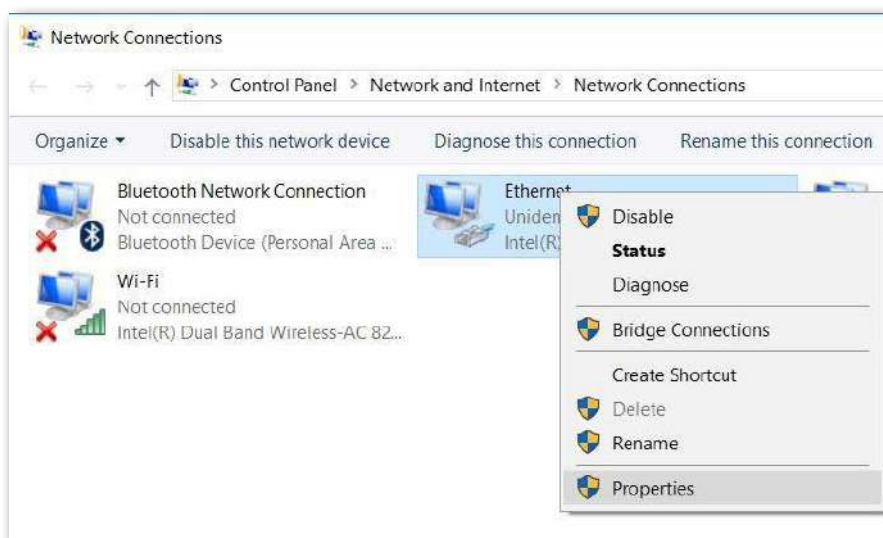 Network Connections
Control Panel > Network and Internet > Network Connections
Organize Disable this network device Diagnose this connection Rename this connection
Bluetooth Network Connection
Not connected
Bluetooth Device (Personal Area ...
Wi-Fi
Not connected
Intel(R) Dual Band Wireless-AC 82...
Ethernet
Uniden
Intel(R)
Disable
Status
Diagnose
Bridge Connections
Create Shortcut
Delete
Rename
Properties